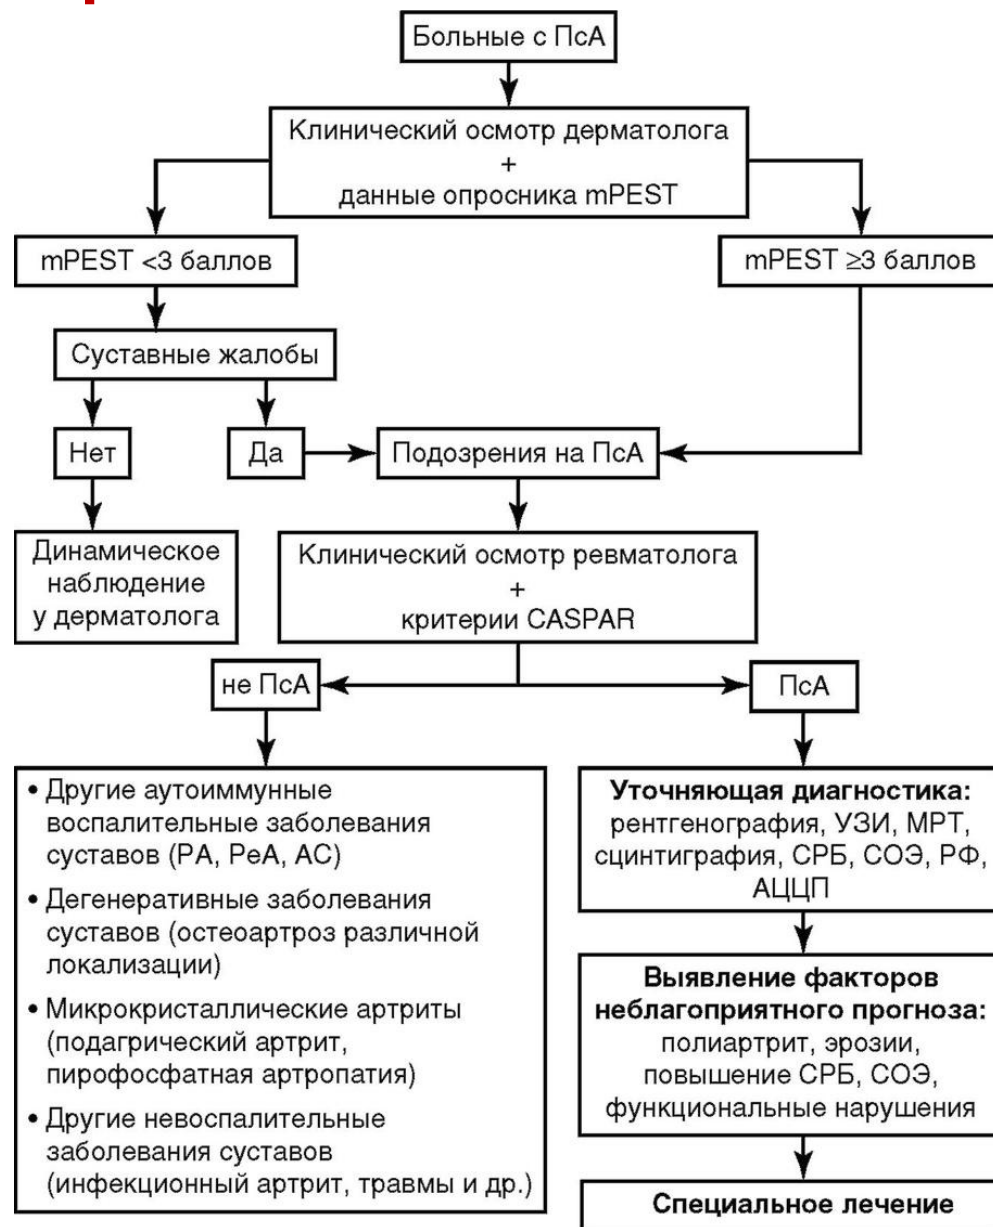 Больные с ПсА
Клинический осмотр дерматолога
+
данные опросника mPEST
mPEST <3 баллов
mPEST ≥3 баллов
Суставные жалобы
Нет
Да
Подозрения на ПсА
Динамическое
наблюдение
у дерматолога
Клинический осмотр ревматолога
+
критерии CASPAR
не ПсА
ПсА
• Другие аутоиммунные
воспалительные заболевания
суставов (РА, РеА, АС)
• Дегенеративные заболевания
суставов (остеоартроз различной
локализации)
• Микрокристаллические артриты
(подагрический артрит,
пирофосфатная артропатия)
• Другие невоспалительные
заболевания суставов
(инфекционный артрит, травмы и др.)
Уточняющая диагностика:
рентгенография, УЗИ, МРТ,
сцинтиграфия, СРБ, СОЭ, РФ,
АЦЦП
Выявление факторов
неблагоприятного прогноза:
полиартрит, эрозии,
повышение СРБ, СОЭ,
функциональные нарушения
Специальное лечение